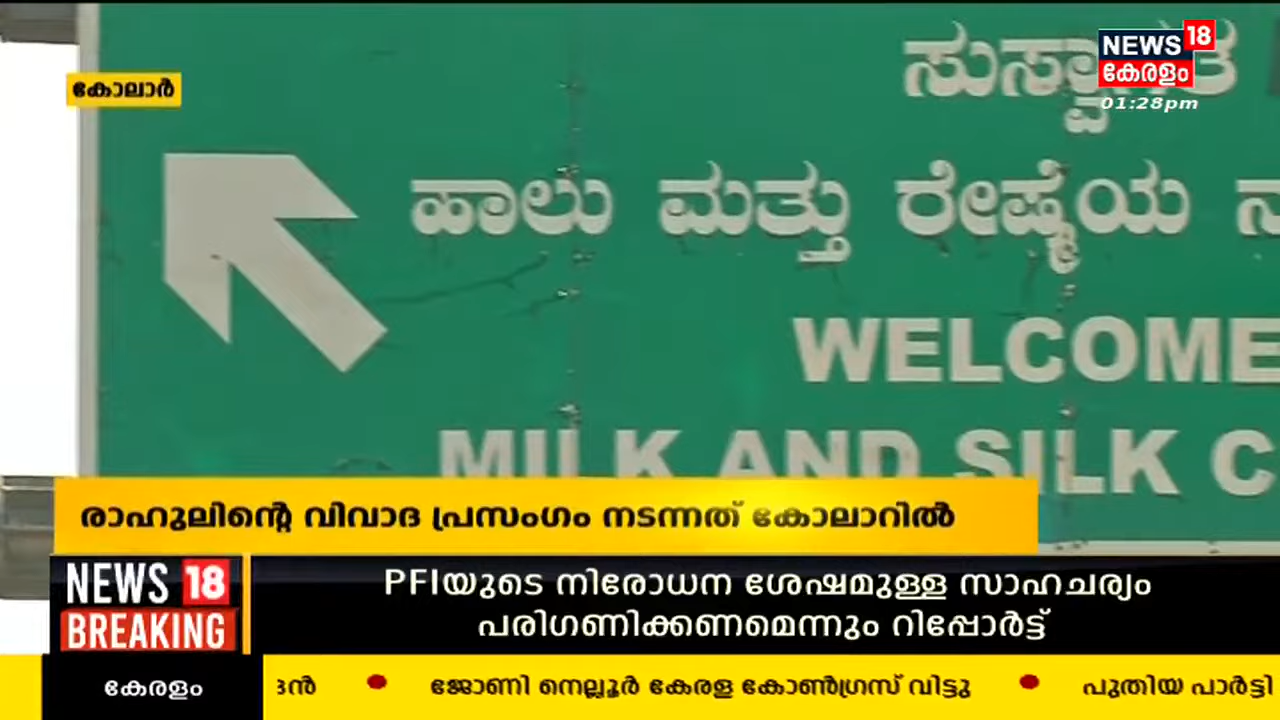 NEWS 18
കേരളം
01:28pm
കോലാർ
ಹಾಲು ಮತ್ತು ರೇಷ್ಮೆಯ
WELCOME
MILK AND SILK C
രാഹുലിന്റെ വിവാദ പ്രസംഗം നടന്നത് കോലാറിൽ
NEWS 18
BREAKING
PFIയുടെ നിരോധന ശേഷമുള്ള സാഹചര്യം
പരിഗണിക്കണമെന്നും റിപ്പോർട്ട്
കേരളം
ദൻ • ജോണി നെല്ലൂർ കേരള കോൺഗ്രസ് വിട്ടു • പുതിയ പാർട്ടി